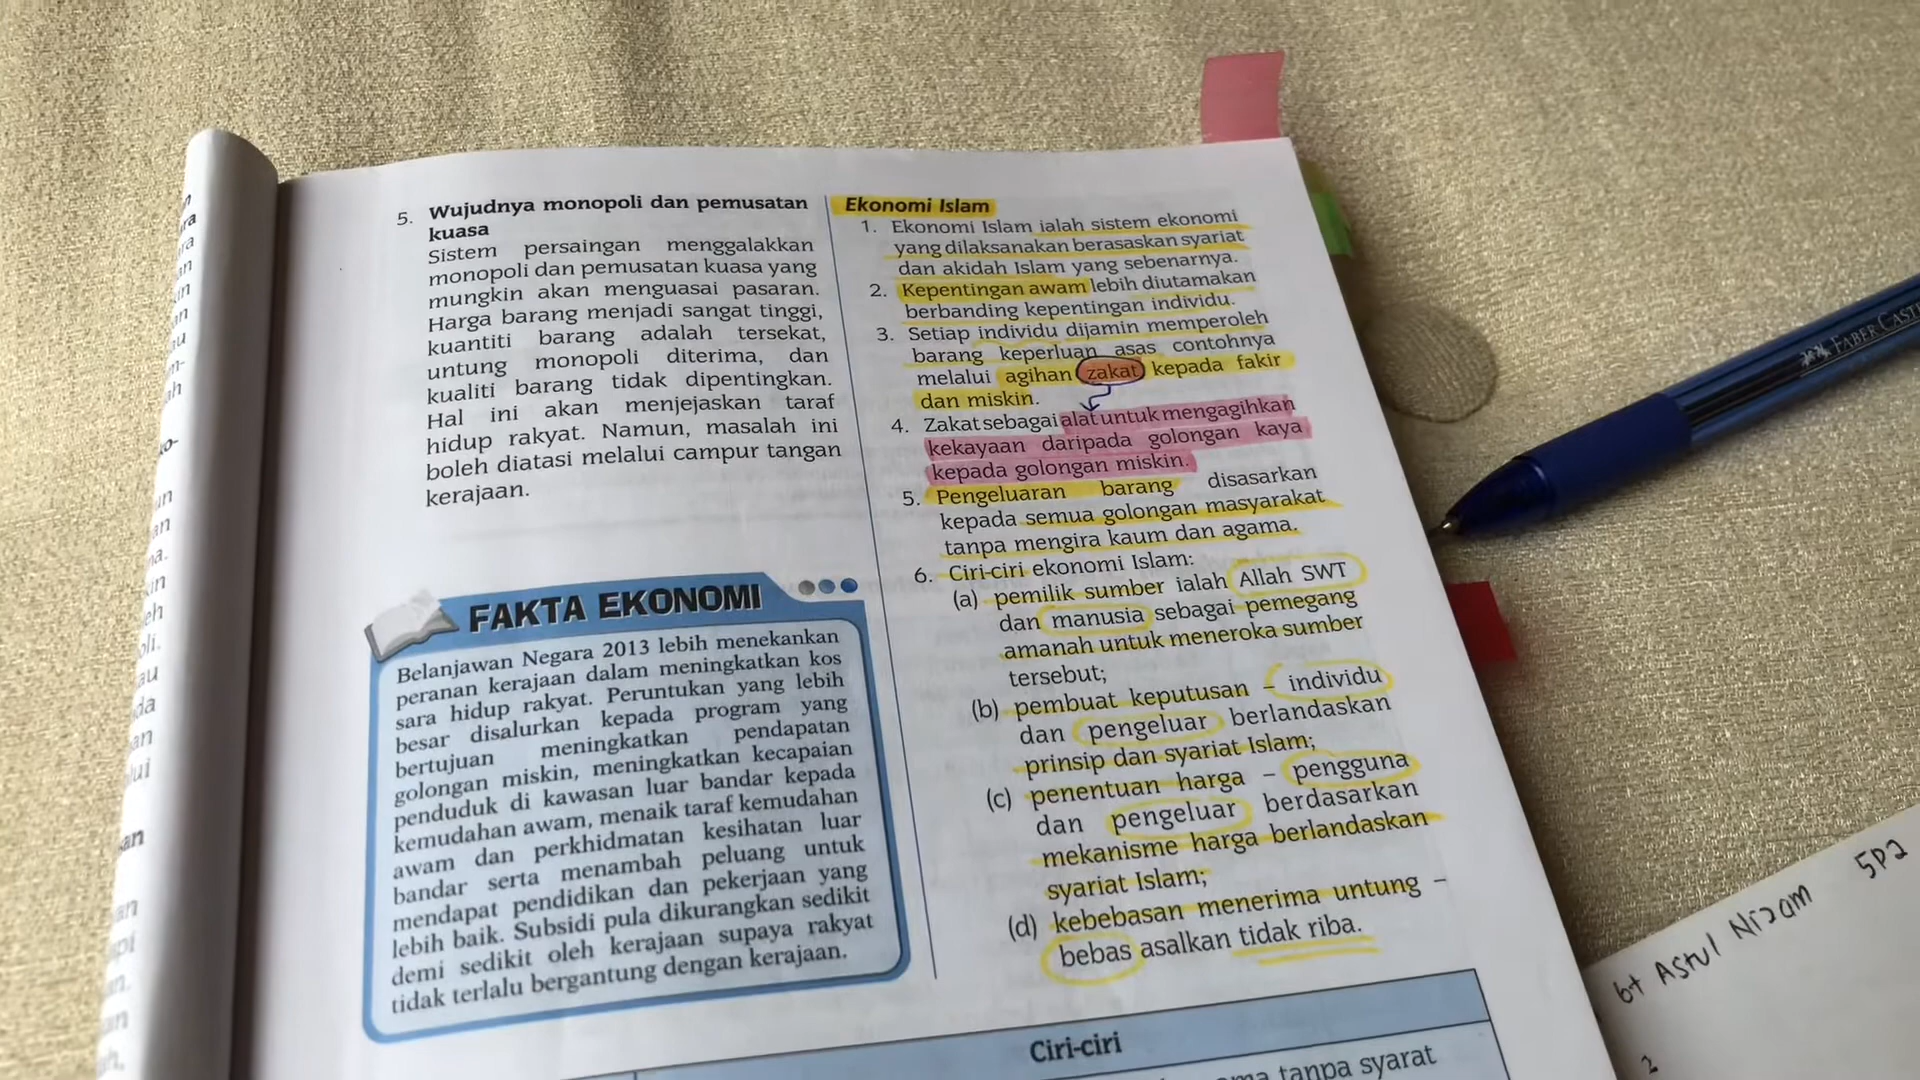 5. Wujudnya monopoli dan pemusatan
kuasa
Sistem persaingan menggalakkan
monopoli dan pemusatan kuasa yang
mungkin akan menguasai pasaran.
Harga barang menjadi sangat tinggi,
kuantiti barang adalah tersekat,
untung monopoli diterima, dan
kualiti barang tidak dipentingkan.
Hal ini akan menjejaskan taraf
hidup rakyat. Namun, masalah ini
boleh diatasi melalui campur tangan
kerajaan.
FAKTA EKONOMI
Belanjawan Negara 2013 lebih menekankan
peranan kerajaan dalam meningkatkan kos
sara hidup rakyat. Peruntukan yang lebih
besar disalurkan kepada program yang
bertujuan meningkatkan pendapatan
golongan miskin, meningkatkan kecapaian
penduduk di kawasan luar bandar kepada
kemudahan awam, menaik taraf kemudahan
awam dan perkhidmatan kesihatan luar
bandar serta menambah peluang untuk
mendapat pendidikan dan pekerjaan yang
lebih baik. Subsidi pula dikurangkan sedikit
demi sedikit oleh kerajaan supaya rakyat
tidak terlalu bergantung dengan kerajaan.
Ekonomi Islam
1. Ekonomi Islam ialah sistem ekonomi
yang dilaksanakan berasaskan syariat
dan akidah Islam yang sebenarnya.
2. Kepentingan awam lebih diutamakan
berbanding kepentingan individu.
3. Setiap individu dijamin memperoleh
barang keperluan asas contohnya
melalui agihan zakat kepada fakir
dan miskin.
4. Zakat sebagai alat untuk mengagihkan
kekayaan daripada golongan kaya
kepada golongan miskin.
5. Pengeluaran barang disasarkan
kepada semua golongan masyarakat
tanpa mengira kaum dan agama.
6. Ciri-ciri ekonomi Islam:
(a) pemilik sumber ialah Allah SWT
dan manusia sebagai pemegang
amanah untuk meneroka sumber
tersebut;
(b) pembuat keputusan – individu
dan pengeluar berlandaskan
prinsip dan syariat Islam;
(c) penentuan harga – pengguna
dan pengeluar berdasarkan
mekanisme harga berlandaskan
syariat Islam;
(d) kebebasan menerima untung –
bebas asalkan tidak riba.
Ciri-ciri
tanpa syarat
FABER CAST
bt Astul Nizam 5P2
2